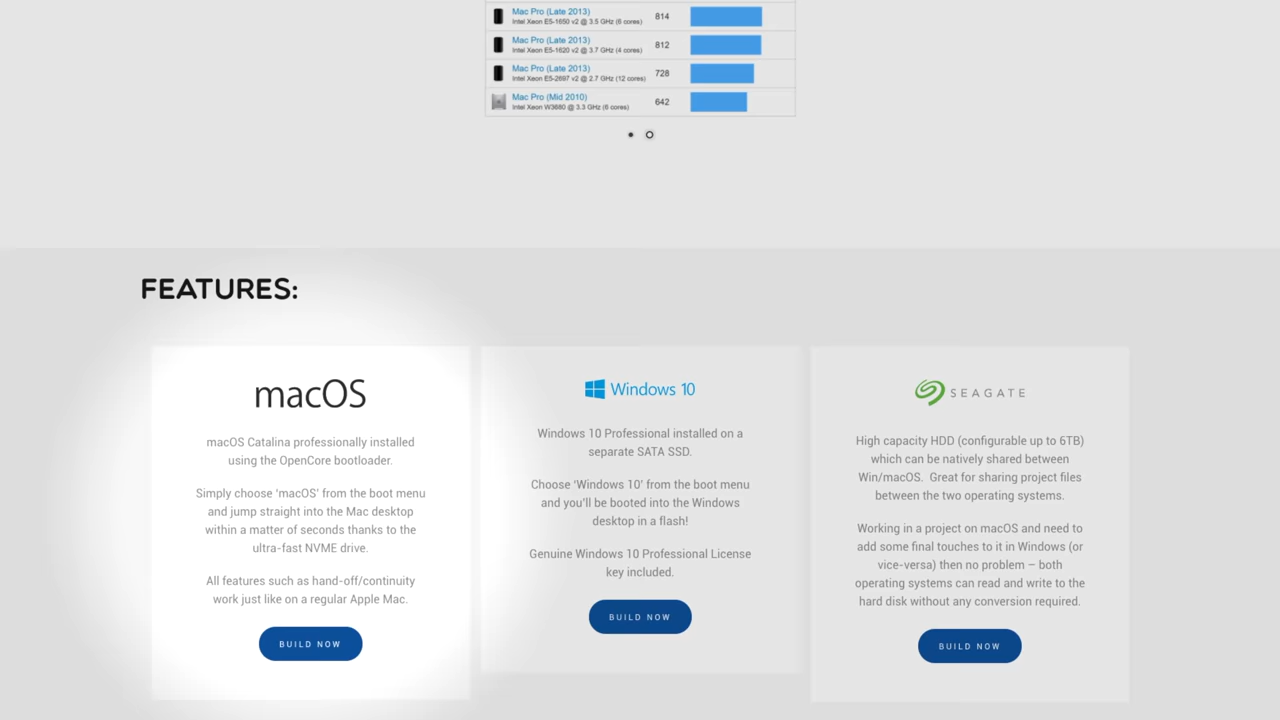 Mac Pro (Late 2013)
Intel Xeon E5-1650 v2 @ 3.5 GHz (6 cores)
814
Mac Pro (Late 2013)
Intel Xeon E5-1620 v2 @ 3.7 GHz (4 cores)
812
Mac Pro (Late 2013)
Intel Xeon E5-2697 v2 @ 2.7 GHz (12 cores)
728
Mac Pro (Mid 2010)
Intel Xeon W3680 @ 3.3 GHz (6 cores)
642
FEATURES:
macOS
macOS Catalina professionally installed
using the OpenCore bootloader.
Simply choose ‘macOS’ from the boot menu
and jump straight into the Mac desktop
within a matter of seconds thanks to the
ultra-fast NVME drive.
All features such as hand-off/continuity
work just like on a regular Apple Mac.
BUILD NOW
Windows 10
Windows 10 Professional installed on a
separate SATA SSD.
Choose ‘Windows 10’ from the boot menu
and you’ll be booted into the Windows
desktop in a flash!
Genuine Windows 10 Professional License
key included.
BUILD NOW
SEAGATE
High capacity HDD (configurable up to 6TB)
which can be natively shared between
Win/macOS. Great for sharing project files
between the two operating systems.
Working in a project on macOS and need to
add some final touches to it in Windows (or
vice-versa) then no problem – both
operating systems can read and write to the
hard disk without any conversion required.
BUILD NOW